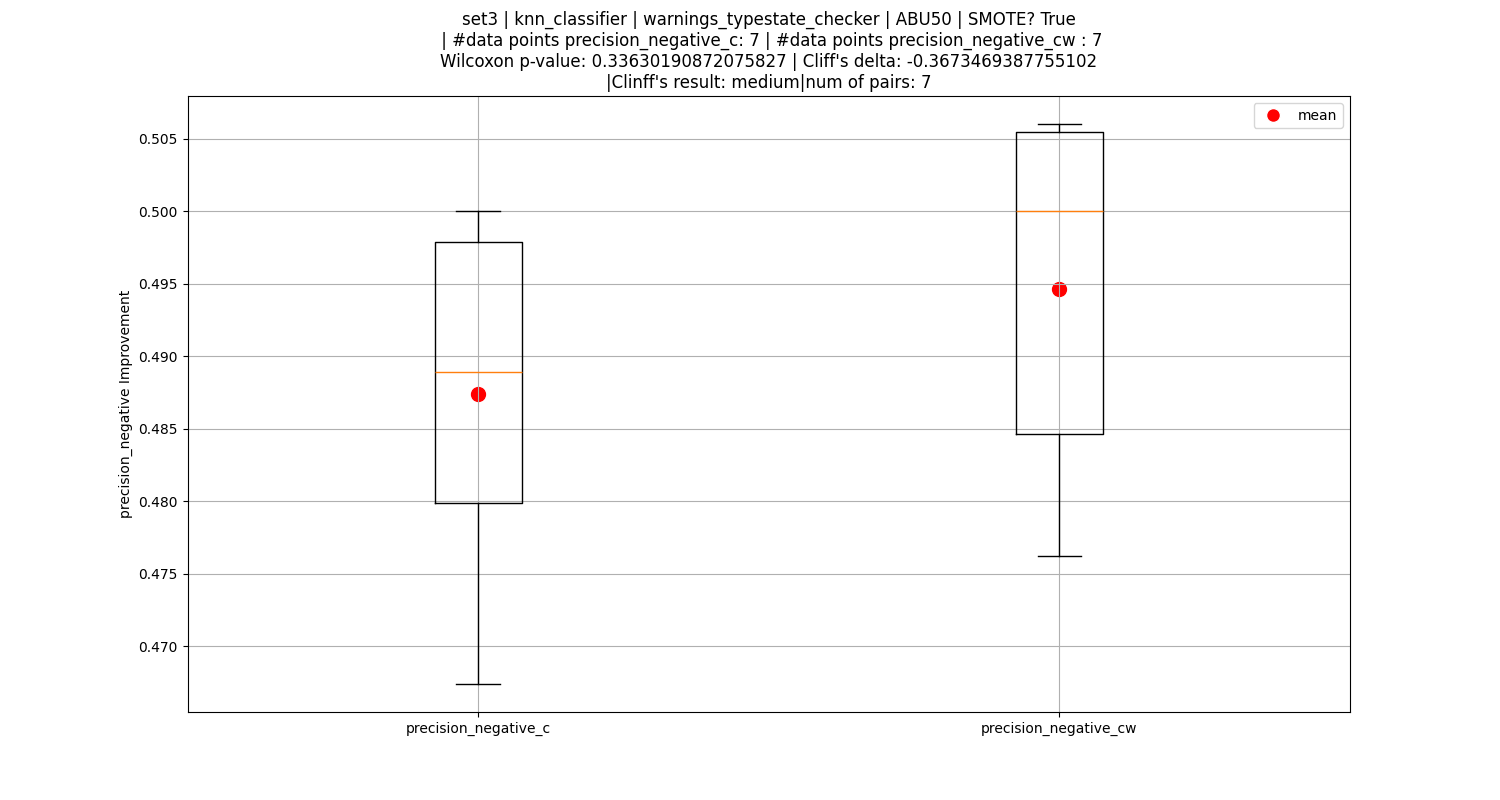 set3 | knn_classifier | warnings_typestate_checker | ABU50 | SMOTE? True
| #data points precision_negative_c: 7 | #data points precision_negative_cw : 7
Wilcoxon p-value: 0.33630190872075827 | Cliff's delta: -0.3673469387755102
|Clinff's result: medium|num of pairs: 7
mean
0.505
0.500
0.495
0.490
0.485
0.480
0.475
0.470
precision_negative Improvement
precision_negative_c
precision_negative_cw